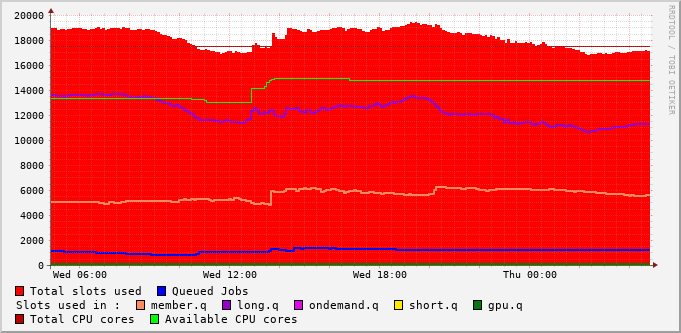 20000
18000
16000
14000
12000
10000
8000
6000
4000
2000
0
Wed 06:00 Wed 12:00 Wed 18:00 Thu 00:00
Total slots used Queued Jobs
Slots used in : member.q long.q ondemand.q short.q gpu.q
Total CPU cores Available CPU cores
RRDTOOL / TOBI OETIKER